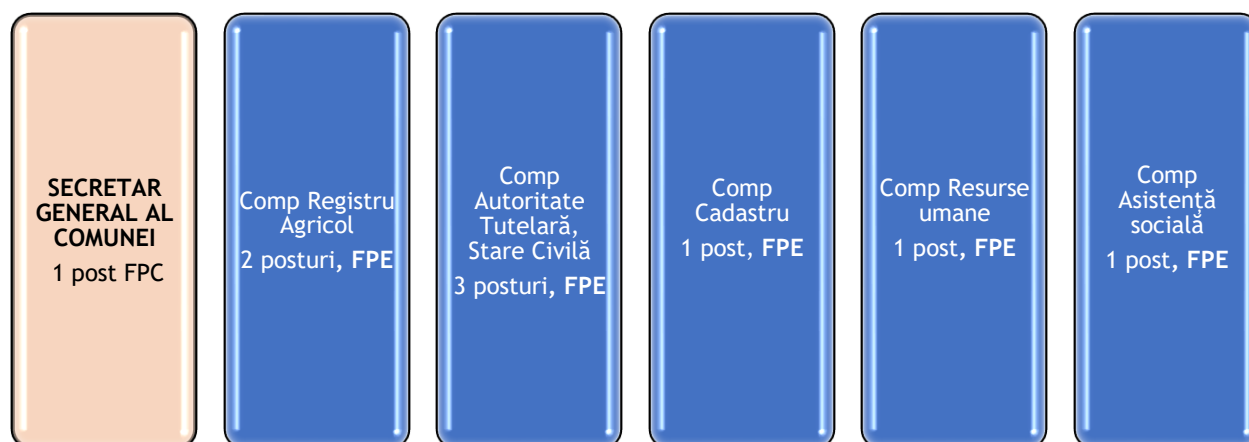 SECRETAR
GENERAL AL
COMUNEI
1 post FPC
Comp Registru
Agricol
2 posturi, FPE
Comp
Autoritate
Tutelară,
Stare Civilă
3 posturi, FPE
Comp
Cadastru
1 post, FPE
Comp Resurse
umane
1 post, FPE
Comp
Asistență
socială
1 post, FPE